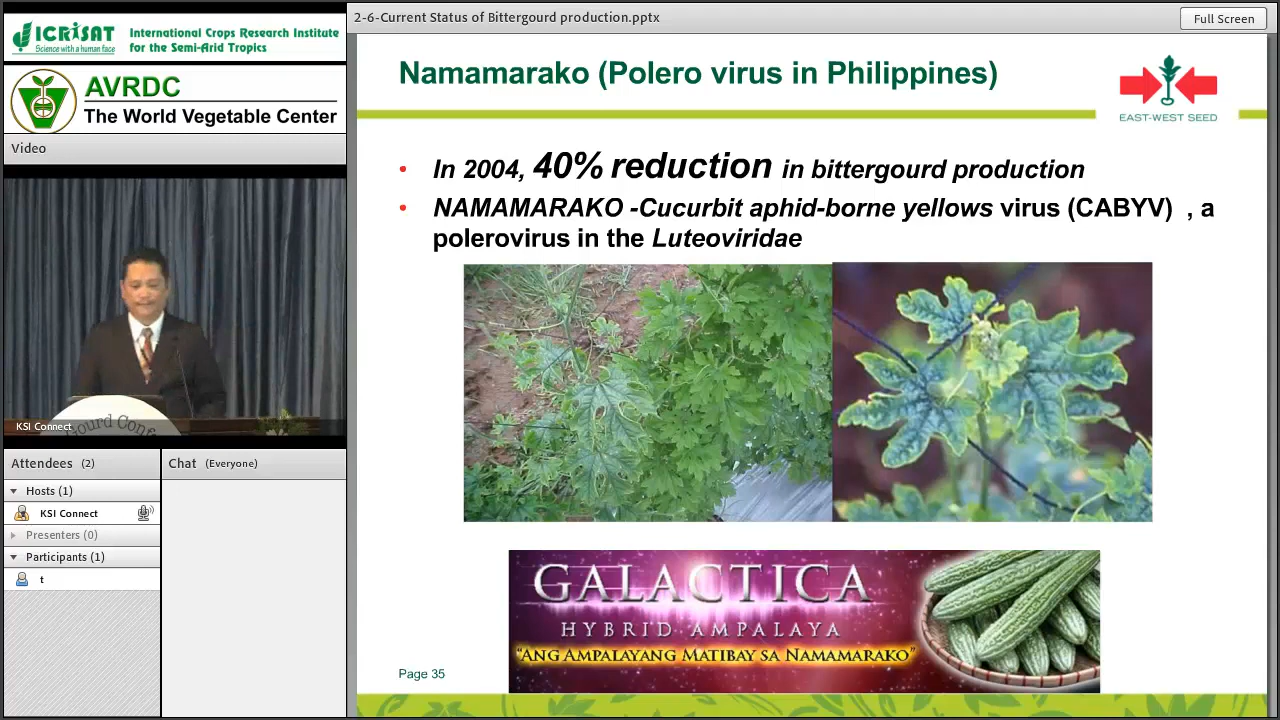 ICRISAT
Science with a human face
International Crops Research Institute
for the Semi-Arid Tropics
AVRDC
The World Vegetable Center
Video
KSI Connect
Attendees (2)
Hosts (1)
KSI Connect
Presenters (0)
Participants (1)
t
Chat (Everyone)
2-6-Current Status of Bittergourd production.pptx
Full Screen
Namamarako (Polero virus in Philippines)
EAST-WEST SEED
• In 2004, 40% reduction in bittergourd production
• NAMAMARAKO -Cucurbit aphid-borne yellows virus (CABYV) , a
polerovirus in the Luteoviridae
GALACTICA
HYBRID AMPALAYA
"ANG AMPALAYANG MATIBAY SA NAMAMARAKO"
Page 35